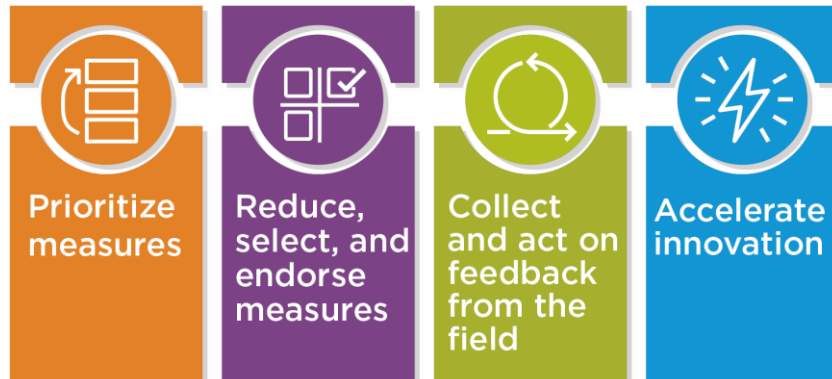 Prioritize
measures
Reduce,
select, and
endorse
measures
Collect
and act on
feedback
from the
field
Accelerate
innovation